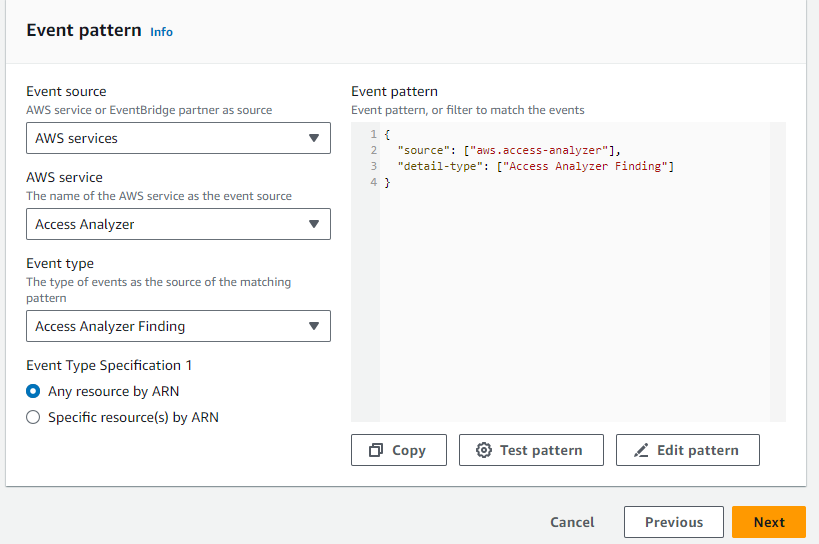 Event pattern Info
Event source
AWS service or EventBridge partner as source
AWS services
AWS service
The name of the AWS service as the event source
Access Analyzer
Event type
The type of events as the source of the matching
pattern
Access Analyzer Finding
Event Type Specification 1
Any resource by ARN
Specific resource(s) by ARN
Event pattern
Event pattern, or filter to match the events
1 {
2   "source": ["aws.access-analyzer"],
3   "detail-type": ["Access Analyzer Finding"]
4 }
Copy
Test pattern
Edit pattern
Cancel
Previous
Next